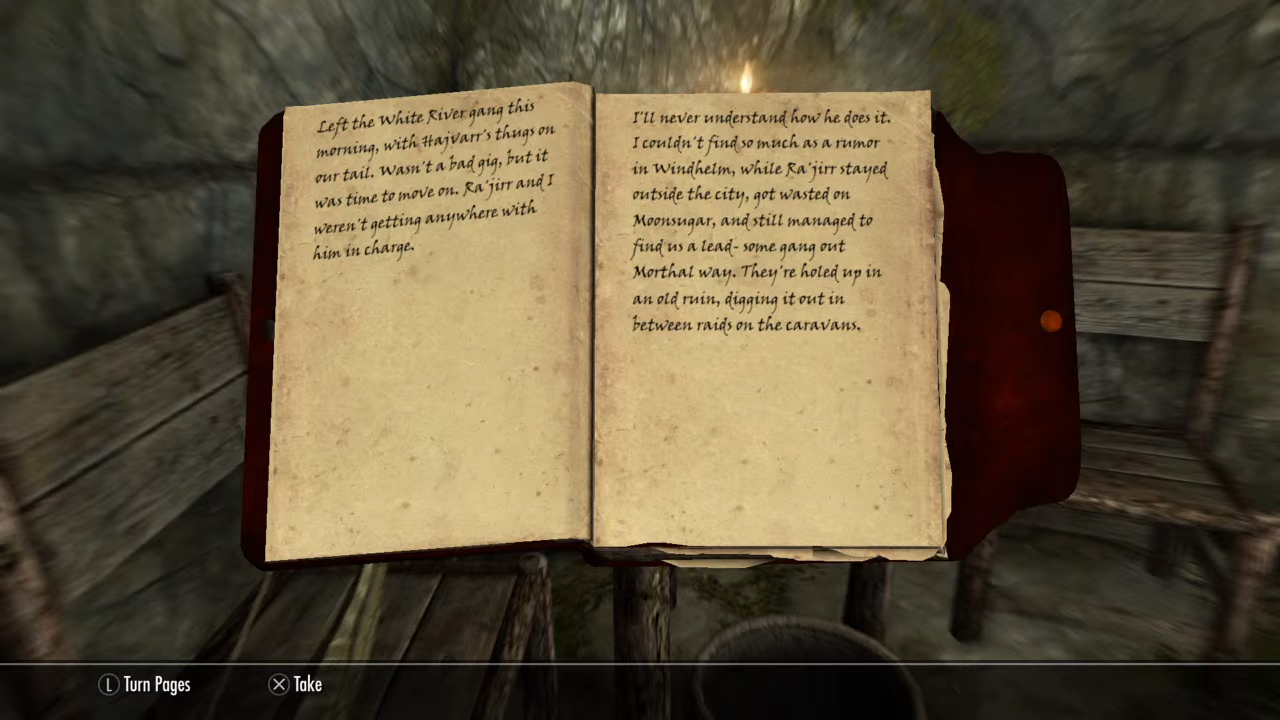 Left the White River gang this
morning, with Hajvarr's thugs on
our tail. Wasn't a bad gig, but it
was time to move on. Ra'jirr and I
weren't getting anywhere with
him in charge.
I'll never understand how he does it.
I couldn't find so much as a rumor
in Windhelm, while Ra'jirr stayed
outside the city, got wasted on
Moonsugar, and still managed to
find us a lead- some gang out
Morthal way. They're holed up in
an old ruin, digging it out in
between raids on the caravans.
L Turn Pages
X Take